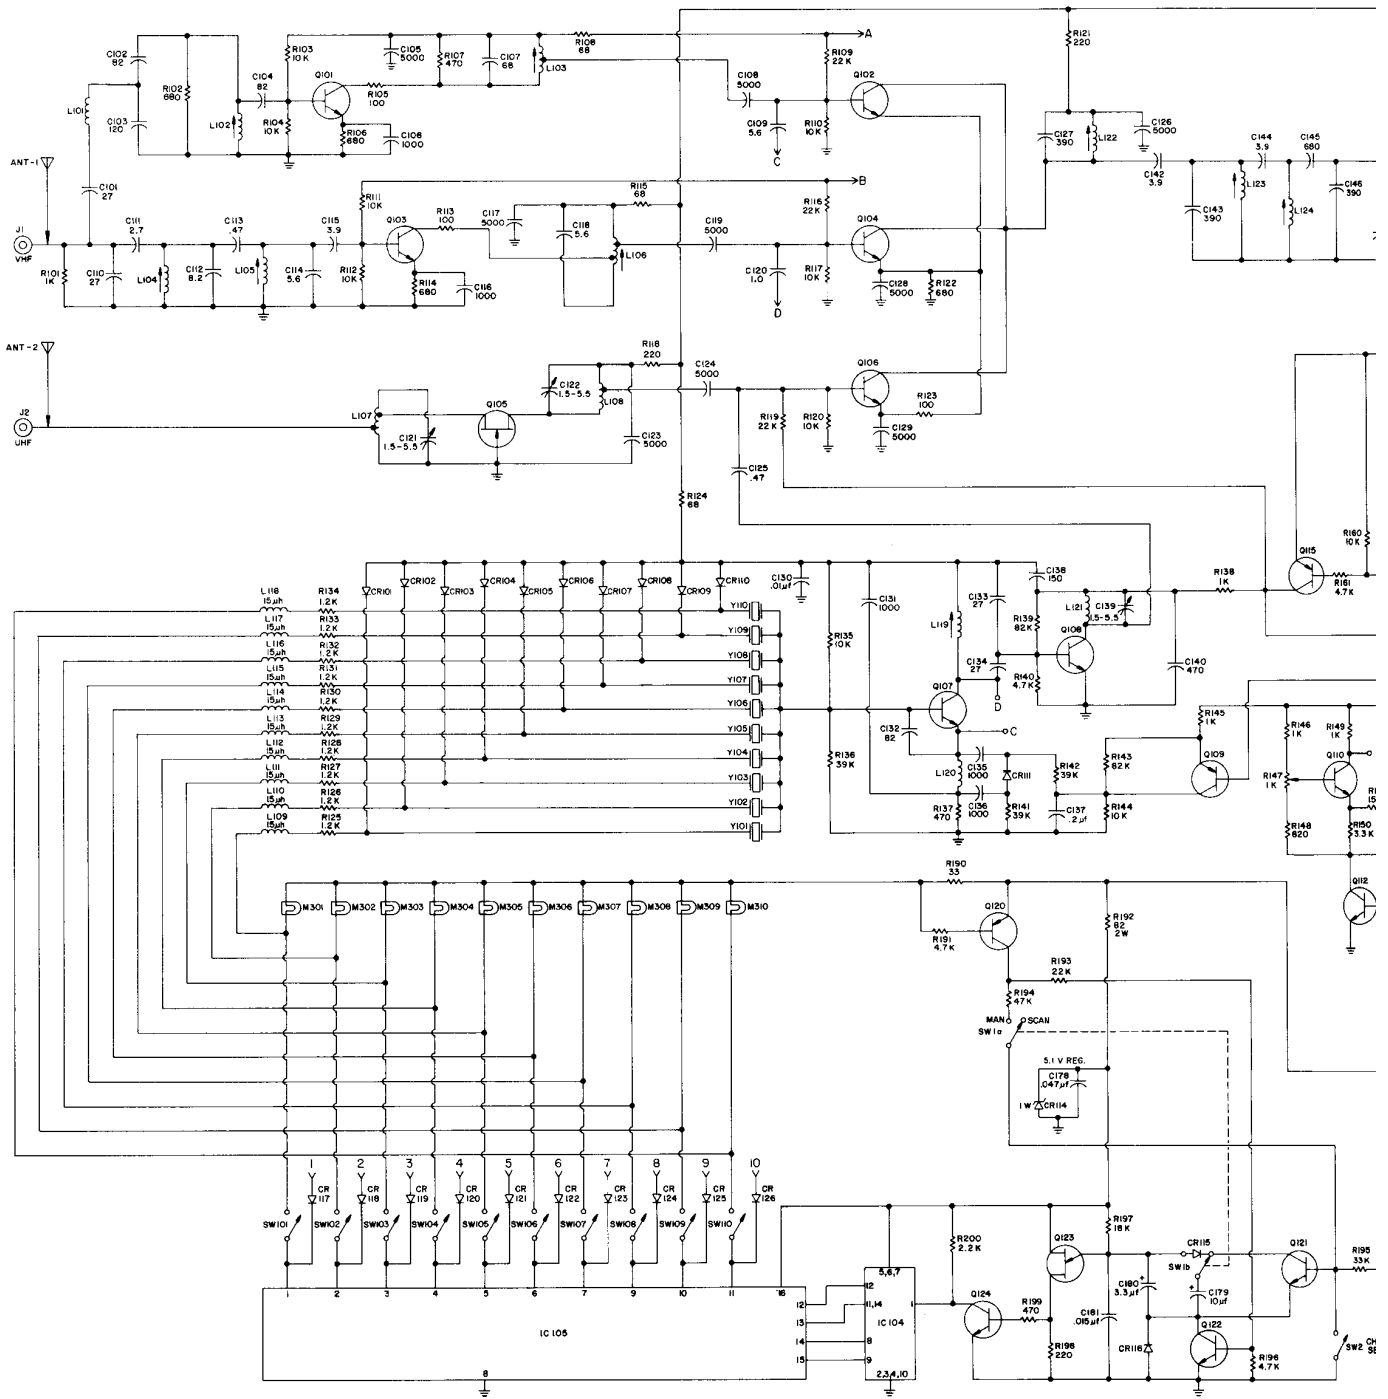 R121
220
C102
82
R103
10K
C105
5000
R107
470
C107
68
L103
R108
68
A
R109
22K
Q101
C104
82
R102
680
L101
C103
120
L102
R104
10K
R105
100
R106
680
C108
1000
C108
5000
Q102
C109
5.6
R110
10K
C
C127
390
L122
C126
5000
C144
3.9
C145
680
C142
3.9
L123
C146
390
C143
390
L124
ANT-1
C101
27
J1
VHF
R101
1K
C110
27
C111
2.7
L104
C112
8.2
C113
.47
L105
C114
5.6
C115
3.9
R111
10K
R112
10K
Q103
R113
100
R114
680
C116
1000
C117
5000
C118
5.6
R115
68
L106
B
C119
5000
R116
22K
Q104
C120
1.0
R117
10K
D
C128
5000
R122
680
ANT-2
J2
UHF
L107
C121
1.5-5.5
Q105
C122
1.5-5.5
L108
R118
220
C123
5000
C124
5000
Q106
R119
22K
R120
10K
R123
100
C129
5000
C125
.47
R124
68
Q115
R160
10K
R161
4.7K
R138
1K
CR101
CR102
CR103
CR104
CR105
CR106
CR107
CR108
CR109
CR110
C130
.01µf
L118
15µh
R134
1.2K
Y110
L117
15µh
R133
1.2K
Y109
L116
15µh
R132
1.2K
Y108
L115
15µh
R131
1.2K
Y107
L114
15µh
R130
1.2K
Y106
L113
15µh
R129
1.2K
Y105
L112
15µh
R128
1.2K
Y104
L111
15µh
R127
1.2K
Y103
L110
15µh
R126
1.2K
Y102
L109
15µh
R125
1.2K
Y101
R135
10K
R136
39K
C131
1000
C132
82
L119
C133
27
C134
27
Q107
D
C
L120
C135
1000
C136
1000
R137
470
CR111
R141
39K
R142
39K
C137
.2µf
C138
150
R139
82K
R140
4.7K
Q108
L121
C139
1.5-5.5
C140
470
R143
82K
R144
10K
R145
1K
Q109
R146
1K
R147
1K
R148
820
R149
1K
Q110
R150
3.3K
Q112
M301
M302
M303
M304
M305
M306
M307
M308
M309
M310
R190
33
Q120
R191
4.7K
R192
82
2W
R193
22K
R194
47K
MAN
SCAN
SW1a
5.1 V REG.
C178
.047µf
1W
CR114
1
2
3
4
5
6
7
8
9
10
CR
117
CR
118
CR
119
CR
120
CR
121
CR
122
CR
123
CR
124
CR
125
CR
126
SW101
SW102
SW103
SW104
SW105
SW106
SW107
SW108
SW109
SW110
1
2
3
4
5
6
7
9
10
11
16
IC 105
8
12
13
14
15
5,6,7
12
11,14
8
9
1
IC 104
2,3,4,10
R200
2.2K
Q124
R199
470
Q123
R198
220
R197
18K
C181
.015µf
C180
3.3µf
CR116
CR115
SW1b
C179
10µf
Q121
Q122
R195
33K
R196
4.7K
SW2